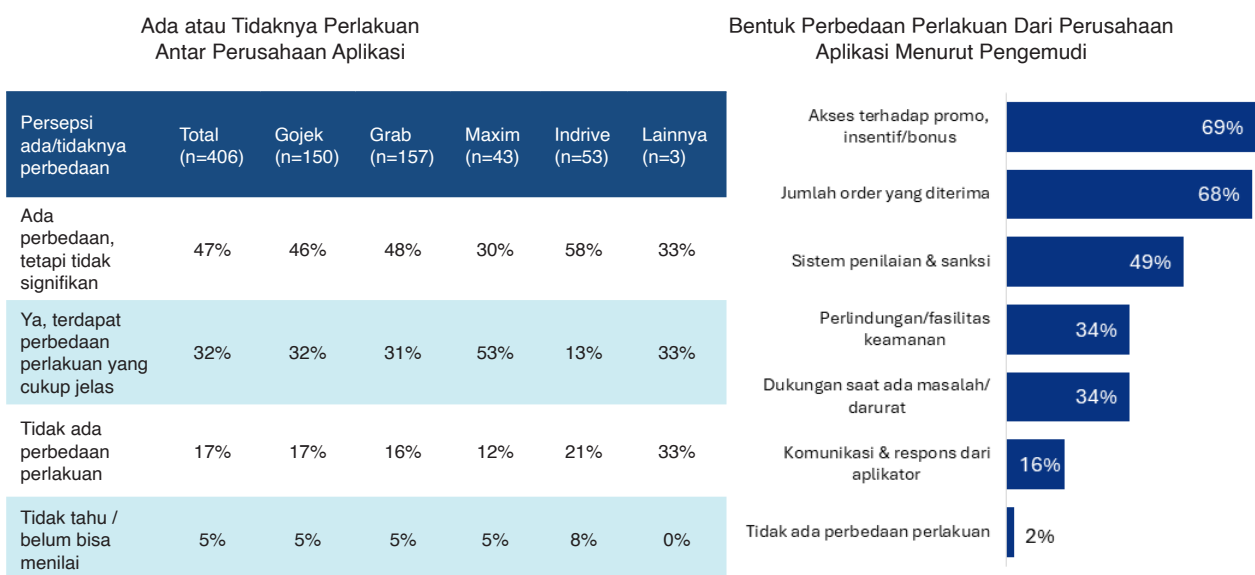 Ada atau Tidaknya Perlakuan
Antar Perusahaan Aplikasi
Persepsi
ada/tidaknya
perbedaan
Total
(n=406)
Gojek
(n=150)
Grab
(n=157)
Maxim
(n=43)
Indrive
(n=53)
Lainnya
(n=3)
Ada
perbedaan,
tetapi tidak
signifikan
47%
46%
48%
30%
58%
33%
Ya, terdapat
perbedaan
perlakuan yang
cukup jelas
32%
32%
31%
53%
13%
33%
Tidak ada
perbedaan
perlakuan
17%
17%
16%
12%
21%
33%
Tidak tahu /
belum bisa
menilai
5%
5%
5%
5%
8%
0%
Bentuk Perbedaan Perlakuan Dari Perusahaan
Aplikasi Menurut Pengemudi
Akses terhadap promo,
insentif/bonus
69%
Jumlah order yang diterima
68%
Sistem penilaian & sanksi
49%
Perlindungan/fasilitas
keamanan
34%
Dukungan saat ada masalah/
darurat
34%
Komunikasi & respons dari
aplikator
16%
Tidak ada perbedaan perlakuan
2%